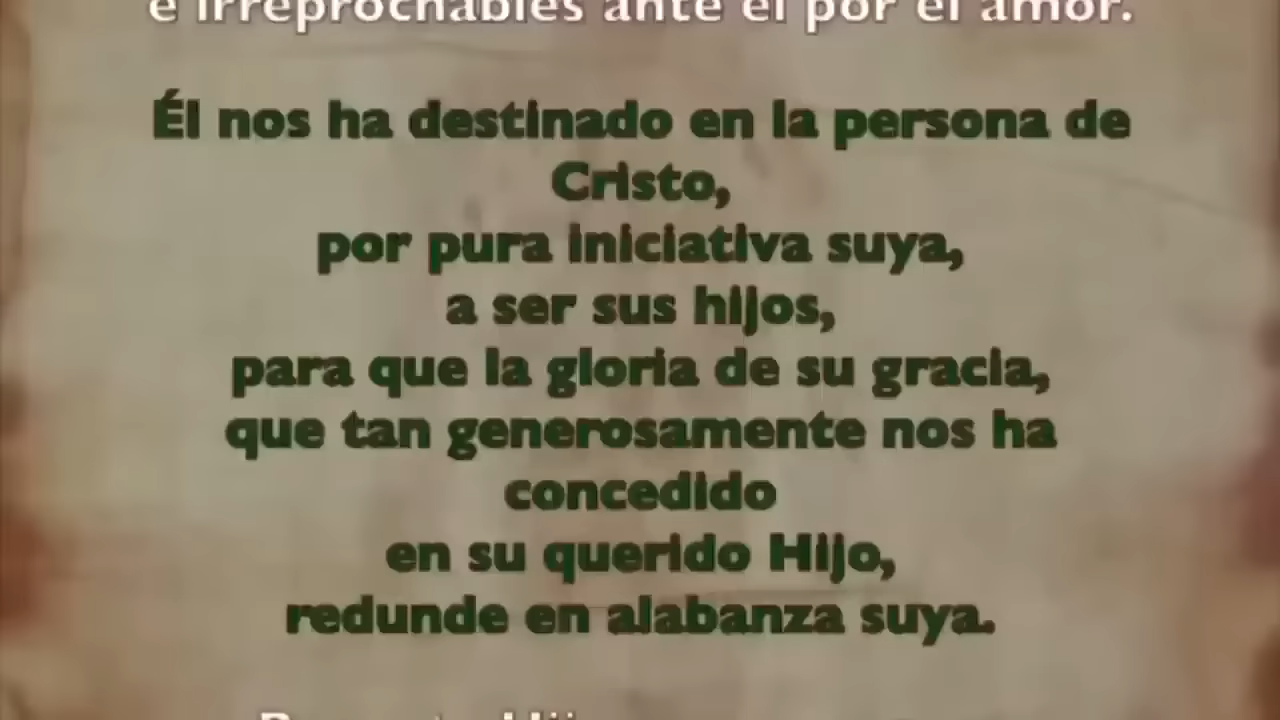 e irreprochables ante él por el amor.
Él nos ha destinado en la persona de
Cristo,
por pura iniciativa suya,
a ser sus hijos,
para que la gloria de su gracia,
que tan generosamente nos ha
concedido
en su querido Hijo,
redunde en alabanza suya.